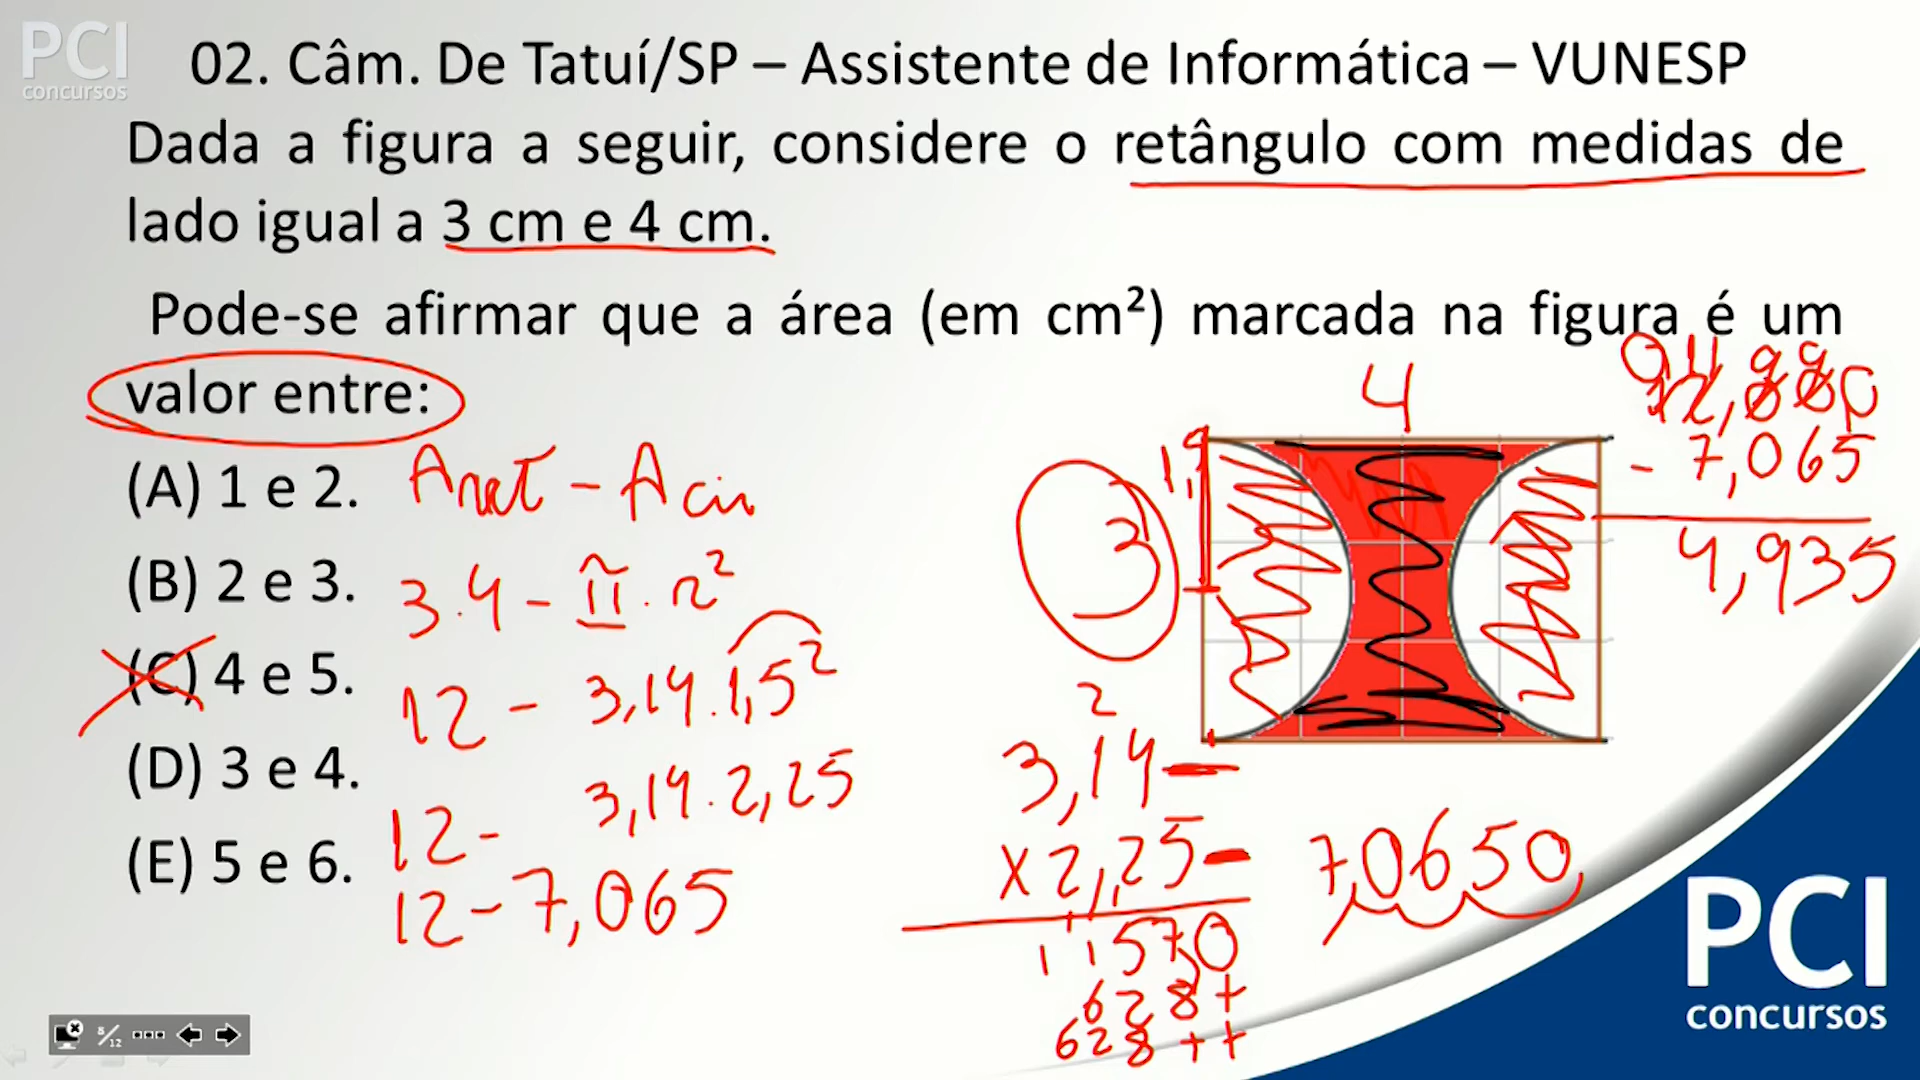 PCI
concursos
02. Câm. De Tatuí/SP – Assistente de Informática – VUNESP
Dada a figura a seguir, considere o retângulo com medidas de
lado igual a 3 cm e 4 cm.
Pode-se afirmar que a área (em cm²) marcada na figura é um
valor entre:
(A) 1 e 2.
(B) 2 e 3.
(C) 4 e 5.
(D) 3 e 4.
(E) 5 e 6.
Aret - Acir
3.4 - π.r²
12 - 3,14.1,5²
12 - 3,14.2,25
12 - 7,065
4
3
- 7,065
4,935
2
3,14
x 2,25
1570
628+
628++
7,0650
5/12
PCI
concursos